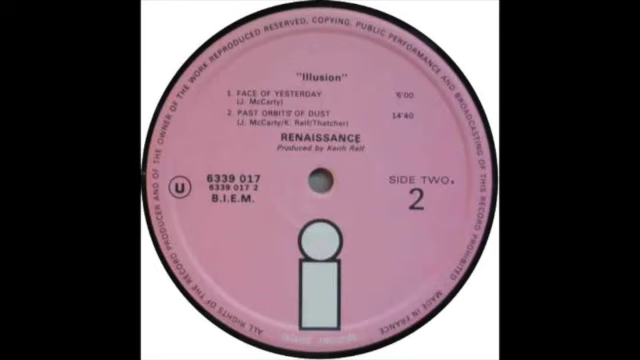 ALL RIGHTS OF THE RECORD PRODUCER AND OF THE OWNER OF THE WORK REPRODUCED RESERVED, COPYING, PUBLIC PERFORMANCE AND BROADCASTING OF THIS RECORD PROHIBITED
MADE IN FRANCE
"Illusion"
1. FACE OF YESTERDAY 6'00
(J. McCarty)
2. PAST ORBITS OF DUST 14'40
(J. McCarty/K. Relf/Thatcher)
RENAISSANCE
Produced by Keith Relf
6339 017 SIDE TWO.
U 6339 017 2 2
B.I.E.M.